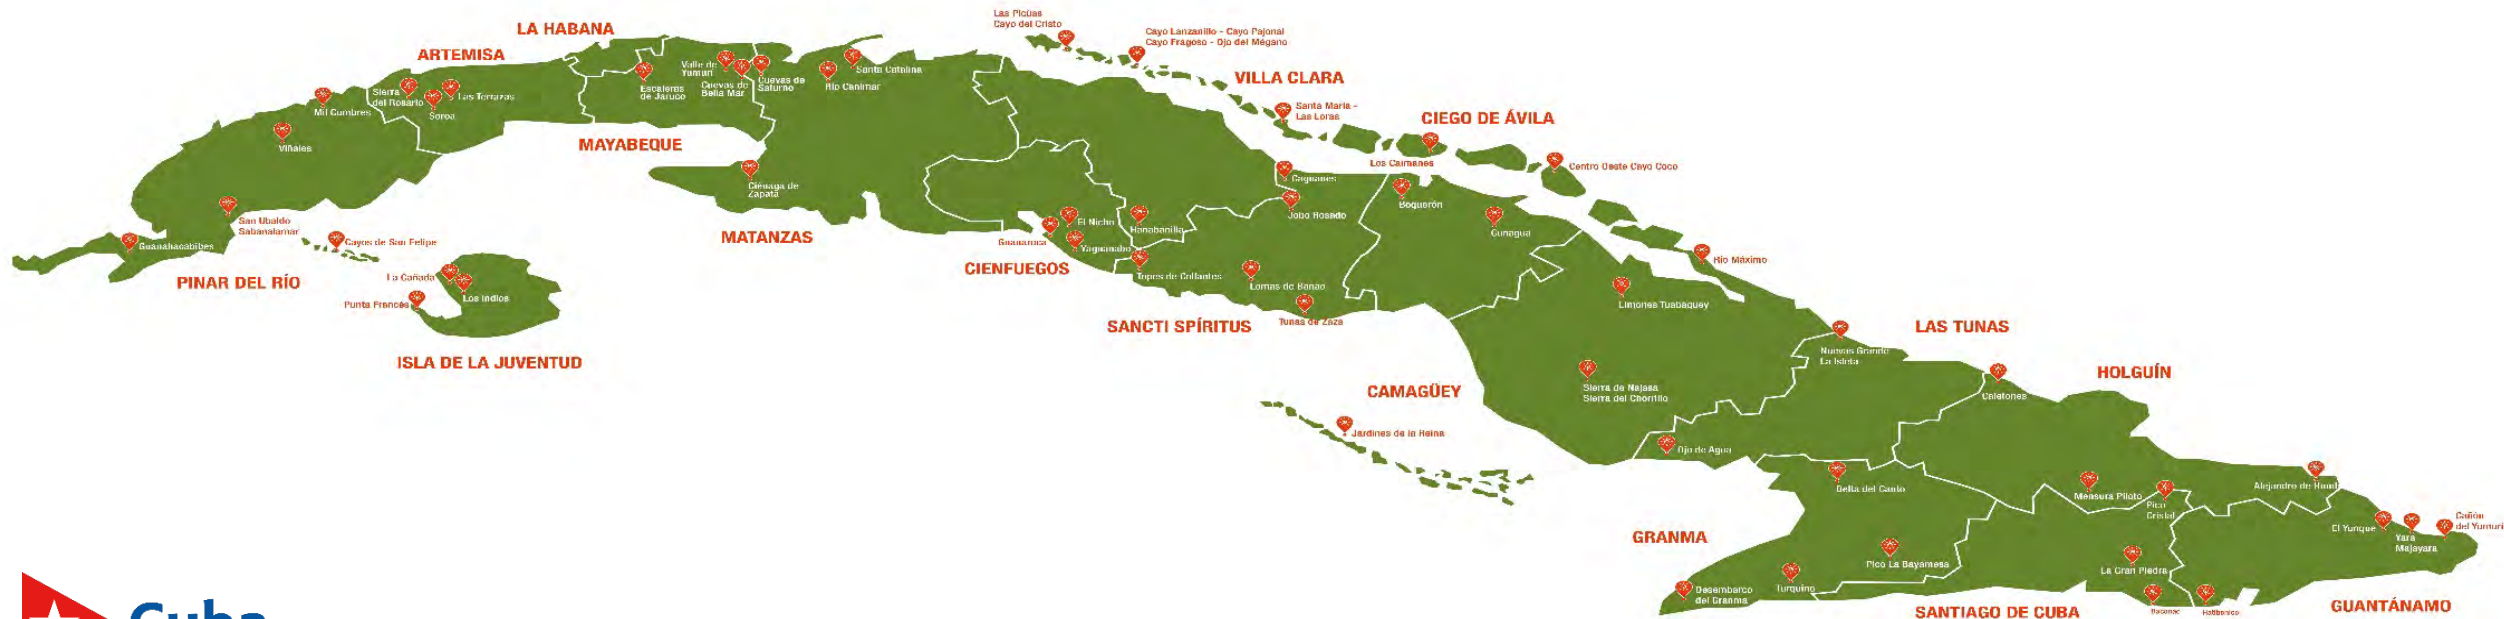 LA HABANA
ARTEMISA
Las Picúas
Cayo del Cristo
Cayo Lanzanillo - Cayo Pajonal
Cayo Fragoso - Ojo del Mégano
VILLA CLARA
Santa María -
Las Loras
CIEGO DE ÁVILA
Los Caimanes
Centro Oeste Cayo Coco
Mil Cumbres
Sierra
del Rosario
Las Terrazas
Soroa
Viñales
Escaleras
de Jaruco
Valle de
Yumurí
Cuevas de
Bella Mar
Cuevas de
Saturno
Río Canimar
Santa Catalina
MAYABEQUE
Ciénaga de
Zapata
MATANZAS
San Ubaldo
Sabanalamar
Guanahacabibes
Cayos de San Felipe
PINAR DEL RÍO
La Cañada
Los Indios
Punta Francés
ISLA DE LA JUVENTUD
Guanaroca
El Nicho
Yaguanabo
CIENFUEGOS
Hanabanilla
Topes de Collantes
Caguanes
Jobo Rosado
Lomas de Banao
Tunas de Zaza
SANCTI SPÍRITUS
Boquerón
Cunagua
Río Máximo
Limones Tuabaquey
Sierra de Najasa
Sierra del Chorrillo
CAMAGÜEY
Jardines de la Reina
LAS TUNAS
Nuevas Grande
La Isleta
Ojo de Agua
HOLGUÍN
Caletones
Mensura Piloto
Pico
Cristal
Alejandro de Humb
Delta del Cauto
GRANMA
Pico La Bayamesa
Turquino
Desembarco
del Granma
La Gran Piedra
Baconao
Hatibonico
SANTIAGO DE CUBA
El Yunque
Yara
Majayara
Cañón
del Yumurí
GUANTÁNAMO
Cuba